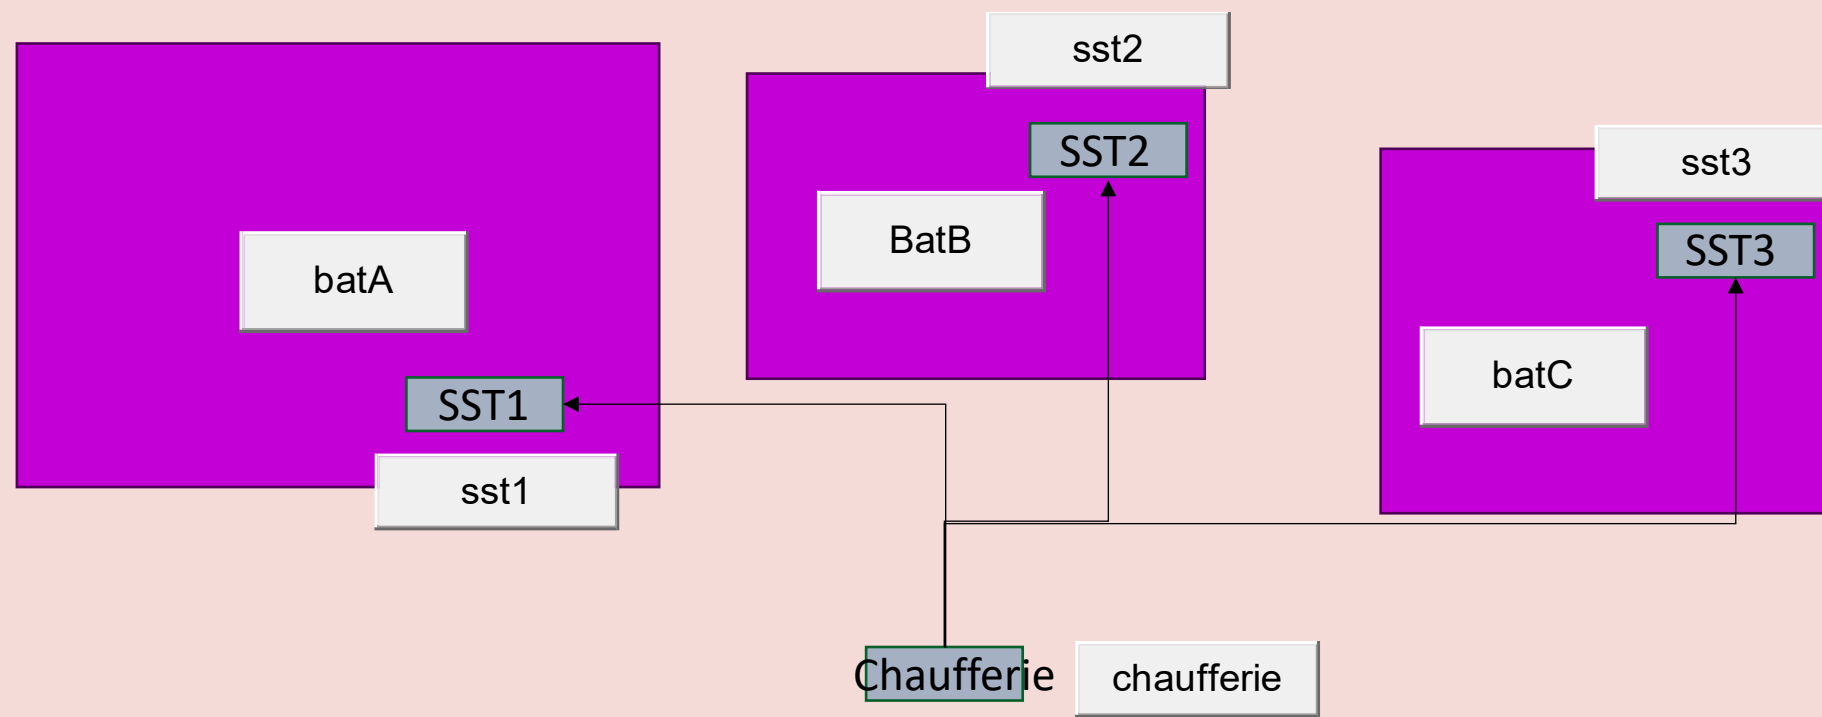 sst2
SST2
sst3
BatB
SST3
batA
batC
SST1
sst1
Chaufferie
chaufferie